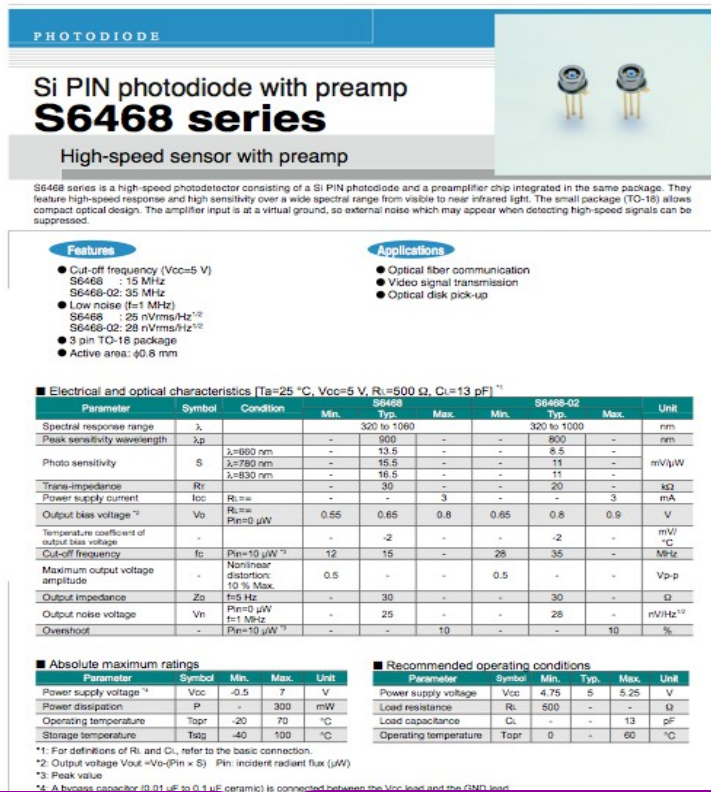 PHOTODIODE
Si PIN photodiode with preamp
S6468 series
High-speed sensor with preamp
S6468 series is a high-speed photodetector consisting of a Si PIN photodiode and a preamplifier chip integrated in the same package. They
feature high-speed response and high sensitivity over a wide spectral range from visible to near infrared light. The small package (TO-18) allows
compact optical design. The amplifier input is at a virtual ground, so external noise which may appear when detecting high-speed signals can be
suppressed.
Features
● Cut-off frequency (Vcc=5 V)
S6468 : 15 MHz
S6468-02: 35 MHz
● Low noise (f=1 MHz)
S6468 : 25 nVrms/Hz1/2
S6468-02: 28 nVrms/Hz1/2
● 3 pin TO-18 package
● Active area: ϕ0.8 mm
Applications
● Optical fiber communication
● Video signal transmission
● Optical disk pick-up
■ Electrical and optical characteristics [Ta=25 °C, Vcc=5 V, RL=500 Ω, CL=13 pF] *1
Parameter Symbol Condition S6468 S6468-02 Unit
Min. Typ. Max. Min. Typ. Max.
Spectral response range λ 320 to 1060 320 to 1000 nm
Peak sensitivity wavelength λp - 900 - - 800 - nm
Photo sensitivity S mV/µW
λ=660 nm - 13.5 - - 8.5 -
λ=780 nm - 15.5 - - 11 -
λ=830 nm - 16.5 - - 11 -
Trans-impedance RT - 30 - - 20 - kΩ
Power supply current Icc RL=∞ - - 3 - - 3 mA
Output bias voltage *2 Vo RL=∞ Pin=0 µW 0.55 0.65 0.8 0.65 0.8 0.9 V
Temperature coefficient of output bias voltage - - -2 - - -2 - mV/°C
Cut-off frequency fc Pin=10 µW *3 12 15 - 28 35 - MHz
Maximum output voltage amplitude - Nonlinear distortion: 10 % Max. 0.5 - - 0.5 - - Vp-p
Output impedance Zo f=5 Hz - 30 - - 30 - Ω
Output noise voltage Vn Pin=0 µW f=1 MHz - 25 - - 28 - nV/Hz1/2
Overshoot - Pin=10 µW *3 - - 10 - - 10 %
■ Absolute maximum ratings
Parameter Symbol Min. Max. Unit
Power supply voltage *4 Vcc -0.5 7 V
Power dissipation P - 300 mW
Operating temperature Topr -20 70 °C
Storage temperature Tstg -40 100 °C
■ Recommended operating conditions
Parameter Symbol Min. Typ. Max. Unit
Power supply voltage Vcc 4.75 5 5.25 V
Load resistance RL 500 - - Ω
Load capacitance CL - - 13 pF
Operating temperature Topr 0 - 60 °C
*1: For definitions of RL and CL, refer to the basic connection.
*2: Output voltage Vout =Vo-(Pin × S) Pin: incident radiant flux (µW)
*3: Peak value
*4: A bypass capacitor (0.01 µF to 0.1 µF ceramic) is connected between the Vcc lead and the GND lead.